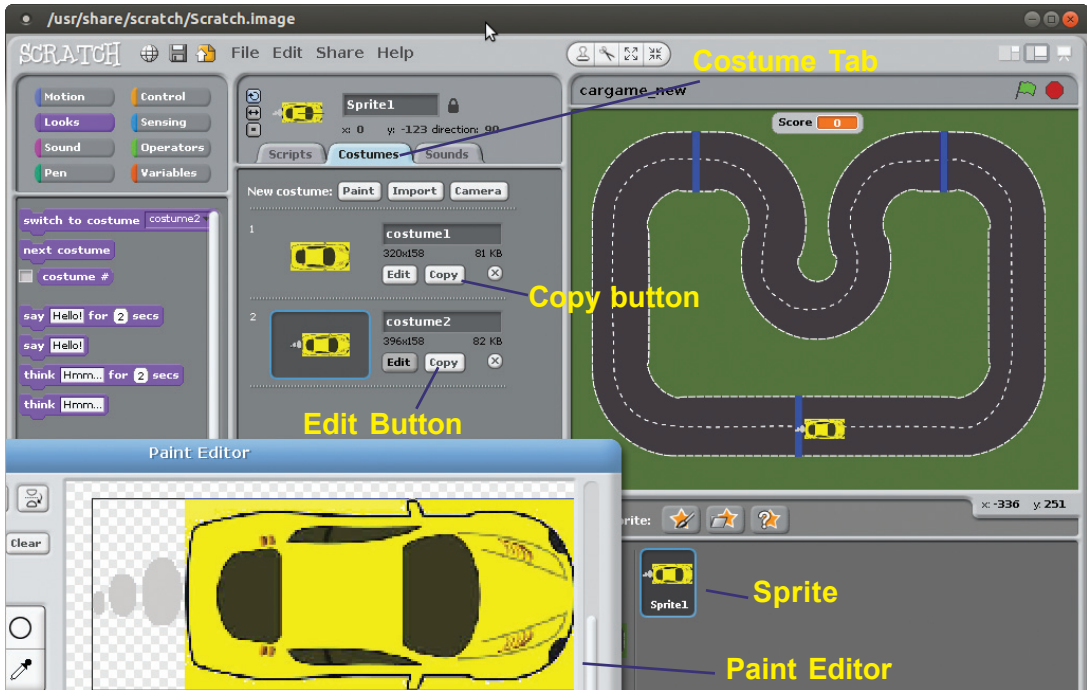 /usr/share/scratch/Scratch.image
SCRATCH File Edit Share Help
Costume Tab
Motion Control
Looks Sensing
Sound Operators
Pen Variables
Sprite1
x: 0 y: -123 direction: 90
Scripts Costumes Sounds
cargame_new
Score 0
New costume: Paint Import Camera
switch to costume costume2
next costume
costume #
say Hello! for 2 secs
say Hello!
think Hmm... for 2 secs
think Hmm...
1
costume1
320x158 81 KB
Edit Copy
Copy button
2
costume2
396x158 82 KB
Edit Copy
Edit Button
Paint Editor
Clear
x: -336 y: 251
rite:
Sprite1
Sprite
Paint Editor